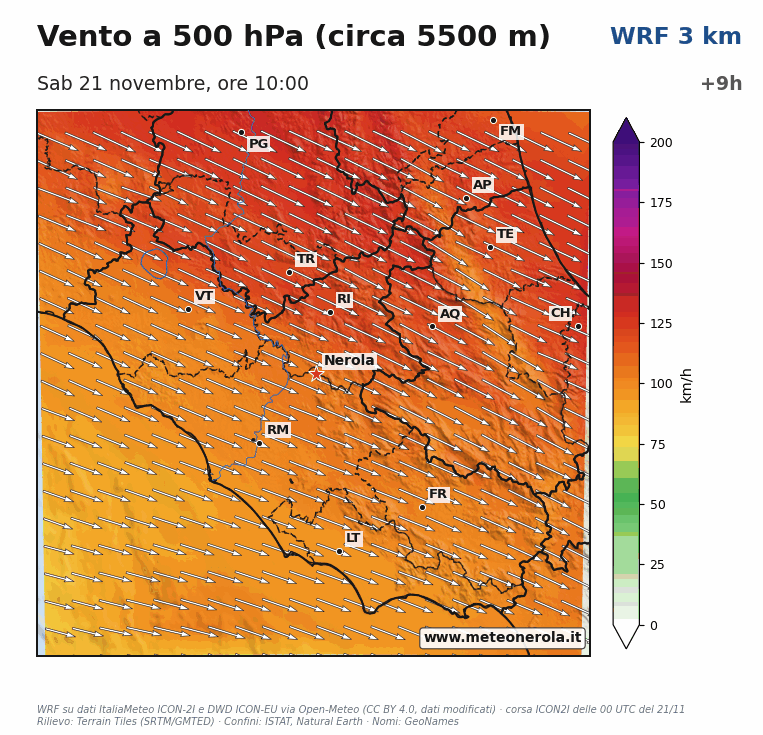 Vento a 500 hPa (circa 5500 m)
WRF 3 km
Sab 21 novembre, ore 10:00
+9h
PG
FM
AP
TE
TR
VT
RI
AQ
CH
Nerola
RM
FR
LT
www.meteonerola.it
200
175
150
125
100
75
50
25
0
km/h
WRF su dati ItaliaMeteo ICON-2I e DWD ICON-EU via Open-Meteo (CC BY 4.0, dati modificati) · corsa ICON2I delle 00 UTC del 21/11
Rilievo: Terrain Tiles (SRTM/GMTED) · Confini: ISTAT, Natural Earth · Nomi: GeoNames